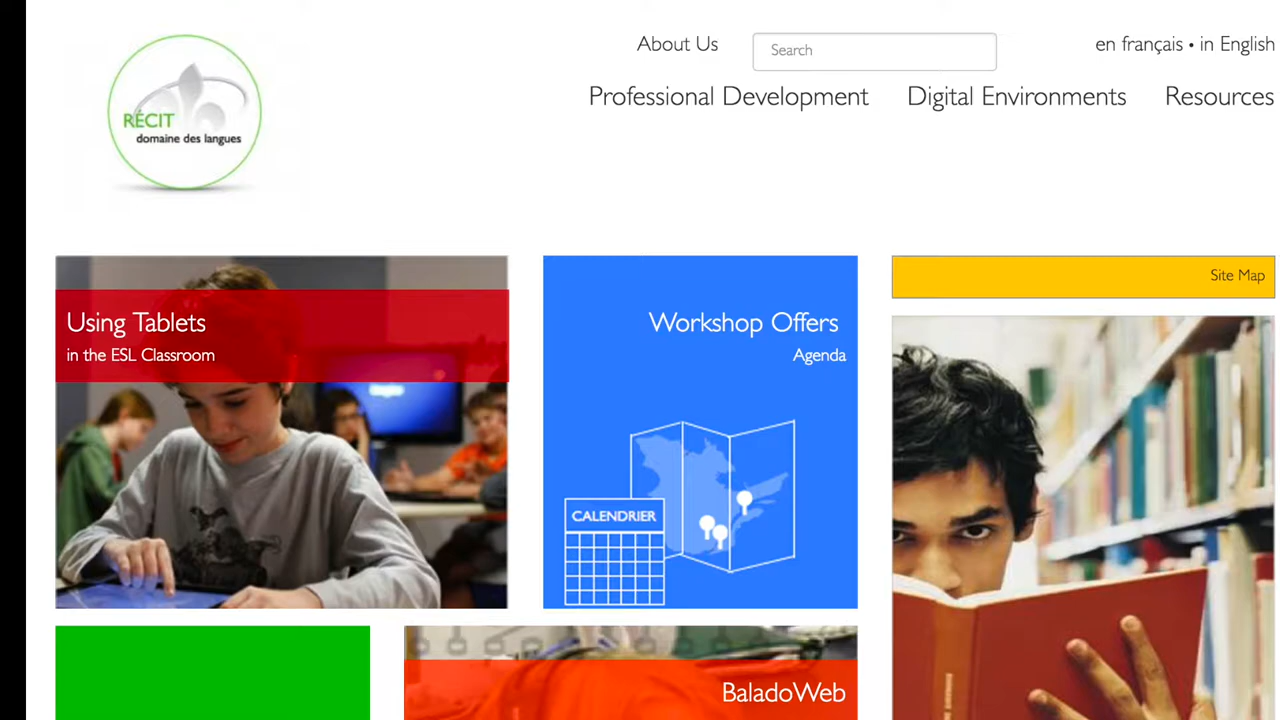 About Us
Search
en français • in English
Professional Development
Digital Environments
Resources
RÉCIT
domaine des langues
Using Tablets
in the ESL Classroom
Workshop Offers
Agenda
CALENDRIER
Site Map
BaladoWeb